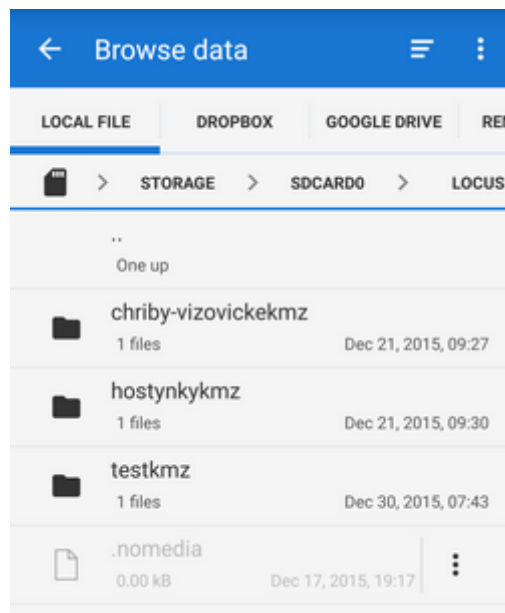 Browse data
LOCAL FILE DROPBOX GOOGLE DRIVE
STORAGE > SDCARD0 > LOCUS
..
One up
chriby-vizovickekmz
1 files Dec 21, 2015, 09:27
hostynkykmz
1 files Dec 21, 2015, 09:30
testkmz
1 files Dec 30, 2015, 07:43
.nomedia
0.00 kB Dec 17, 2015, 19:17